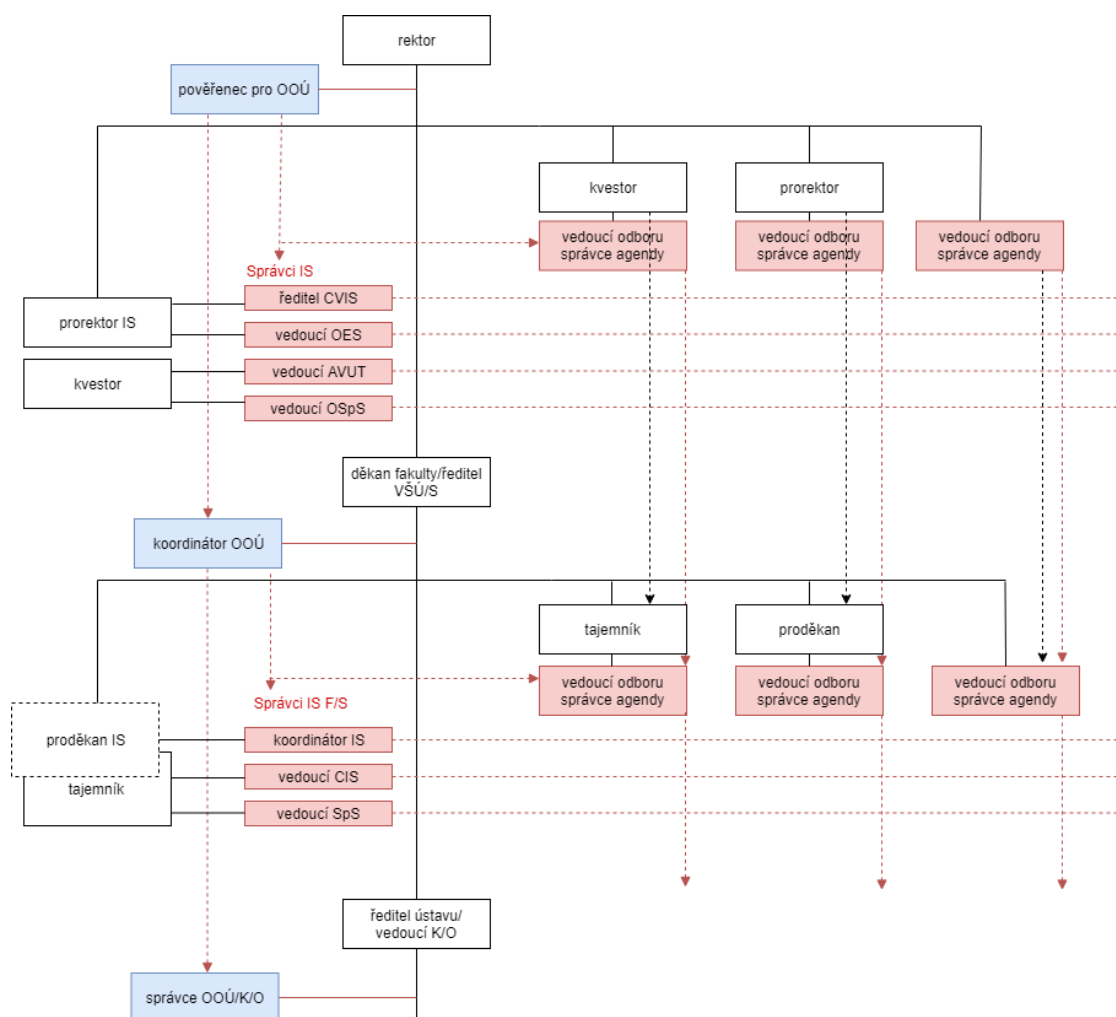 rektor
pověřenec pro OOÚ
kvestor
prorektor
vedoucí odboru
správce agendy
vedoucí odboru
správce agendy
vedoucí odboru
správce agendy
Správci IS
ředitel CVIS
prorektor IS
vedoucí OES
vedoucí AVUT
kvestor
vedoucí OSpS
děkan fakulty/ředitel
VŠÚ/S
koordinátor OOÚ
tajemník
proděkan
vedoucí odboru
správce agendy
vedoucí odboru
správce agendy
vedoucí odboru
správce agendy
Správci IS F/S
proděkan IS
koordinátor IS
vedoucí CIS
tajemník
vedoucí SpS
ředitel ústavu/
vedoucí K/O
správce OOÚ/K/O